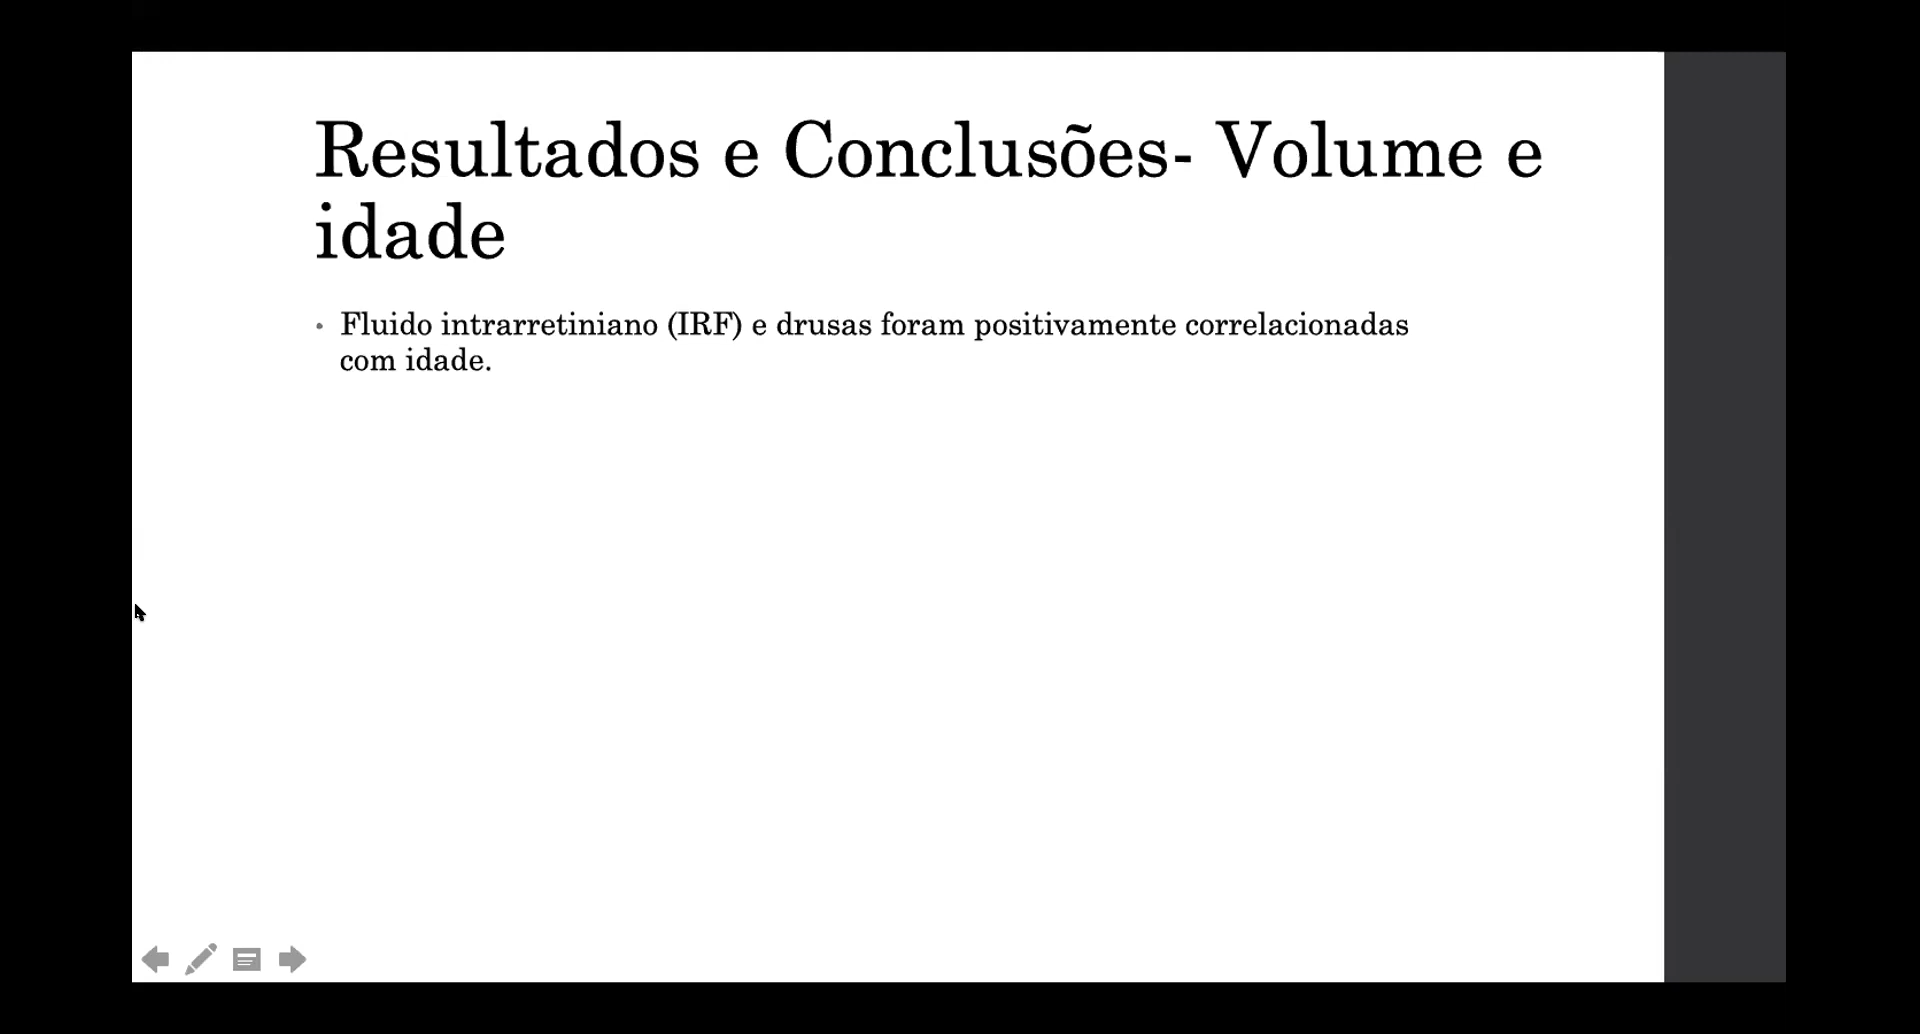 Resultados e Conclusões- Volume e
idade
• Fluido intrarretiniano (IRF) e drusas foram positivamente correlacionadas
com idade.